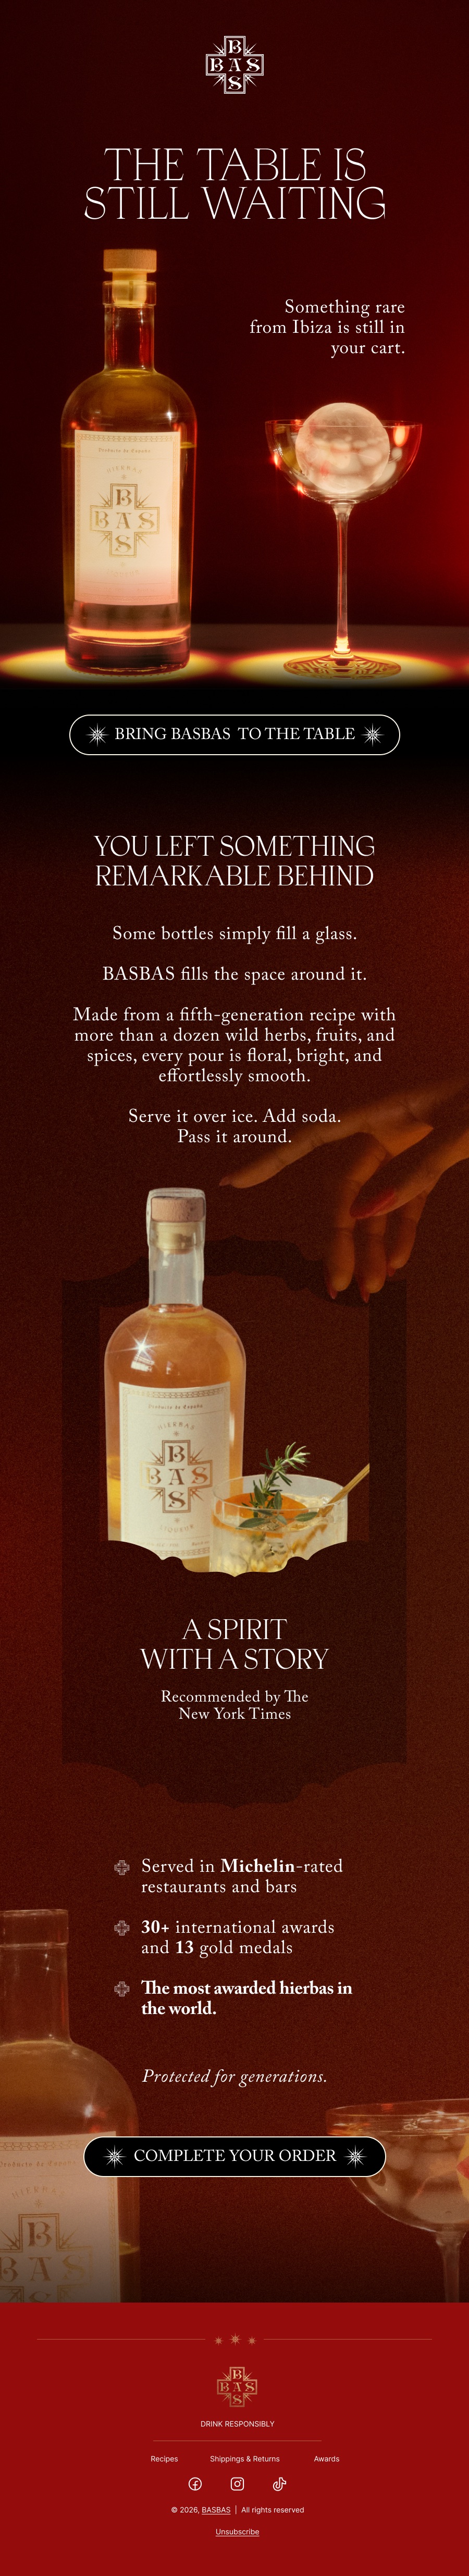 B
BAS
S
THE TABLE IS
STILL WAITING
Something rare
from Ibiza is still in
your cart.
Producto de España
HIERBAS
B
BAS
S
BRING BASBAS TO THE TABLE
YOU LEFT SOMETHING
REMARKABLE BEHIND
Some bottles simply fill a glass.
BASBAS fills the space around it.
Made from a fifth-generation recipe with
more than a dozen wild herbs, fruits, and
spices, every pour is floral, bright, and
effortlessly smooth.
Serve it over ice. Add soda.
Pass it around.
Producto de España
HIERBAS
B
BAS
S
LIQUEUR
A SPIRIT
WITH A STORY
Recommended by The
New York Times
Served in Michelin-rated
restaurants and bars
30+ international awards
and 13 gold medals
The most awarded hierbas in
the world.
Protected for generations.
COMPLETE YOUR ORDER
HIERBAS
B
BAS
B
BAS
S
DRINK RESPONSIBLY
Recipes Shippings & Returns Awards
© 2026, BASBAS | All rights reserved
Unsubscribe